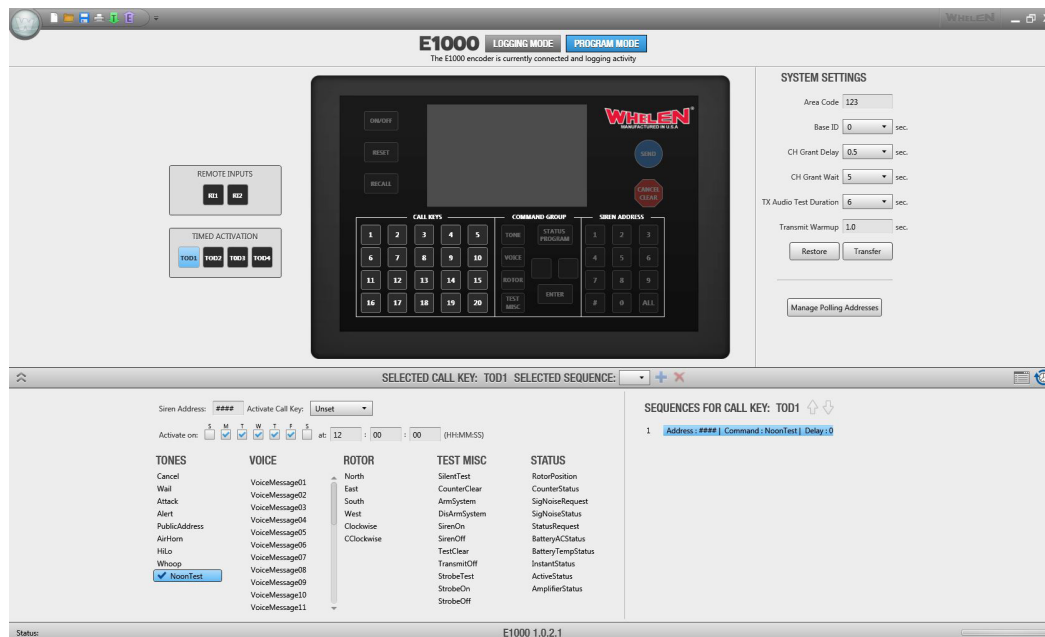 WHELEN
E1000 LOGGING MODE PROGRAM MODE
The E1000 encoder is currently connected and logging activity
REMOTE INPUTS
RI1 RI2
TIMED ACTIVATION
TOD1 TOD2 TOD3 TOD4
ON/OFF
RESET
RECALL
WHELEN®
MANUFACTURED IN U.S.A
SEND
CANCEL
CLEAR
CALL KEYS COMMAND GROUP SIREN ADDRESS
1 2 3 4 5 TONE STATUS PROGRAM 1 2 3
6 7 8 9 10 VOICE 4 5 6
11 12 13 14 15 ROTOR 7 8 9
16 17 18 19 20 TEST MISC ENTER # 0 ALL
SYSTEM SETTINGS
Area Code 123
Base ID 0 sec.
CH Grant Delay 0.5 sec.
CH Grant Wait 5 sec.
TX Audio Test Duration 6 sec.
Transmit Warmup 1.0 sec.
Restore Transfer
Manage Polling Addresses
SELECTED CALL KEY: TOD1 SELECTED SEQUENCE:
Siren Address: #### Activate Call Key: Unset
S M T W T F S
Activate on: at: 12 : 00 : 00 (HH:MM:SS)
TONES
Cancel
Wail
Attack
Alert
PublicAddress
AirHorn
HiLo
Whoop
NoonTest
VOICE
VoiceMessage01
VoiceMessage02
VoiceMessage03
VoiceMessage04
VoiceMessage05
VoiceMessage06
VoiceMessage07
VoiceMessage08
VoiceMessage09
VoiceMessage10
VoiceMessage11
ROTOR
North
East
South
West
Clockwise
CClockwise
TEST MISC
SilentTest
CounterClear
ArmSystem
DisArmSystem
SirenOn
SirenOff
TestClear
TransmitOff
StrobeTest
StrobeOn
StrobeOff
STATUS
RotorPosition
CounterStatus
SigNoiseRequest
SigNoiseStatus
StatusRequest
BatteryACStatus
BatteryTempStatus
InstantStatus
ActiveStatus
AmplifierStatus
SEQUENCES FOR CALL KEY: TOD1
1 Address : #### | Command : NoonTest | Delay : 0
Status: E1000 1.0.2.1